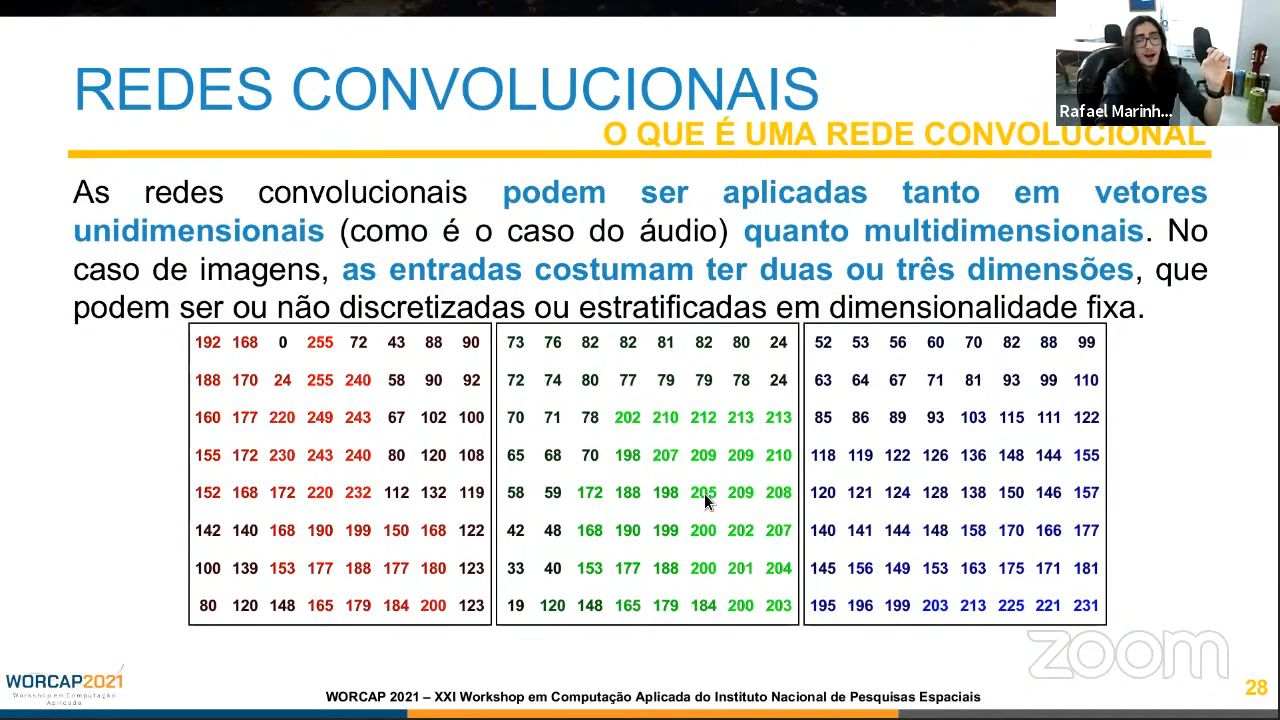 REDES CONVOLUCIONAIS
Rafael Marinh...
O QUE É UMA REDE CONVOLUCIONAL
As redes convolucionais podem ser aplicadas tanto em vetores
unidimensionais (como é o caso do áudio) quanto multidimensionais. No
caso de imagens, as entradas costumam ter duas ou três dimensões, que
podem ser ou não discretizadas ou estratificadas em dimensionalidade fixa.
192 168 0 255 72 43 88 90 73 76 82 82 81 82 80 24 52 53 56 60 70 82 88 99
188 170 24 255 240 58 90 92 72 74 80 77 79 79 78 24 63 64 67 71 81 93 99 110
160 177 220 249 243 67 102 100 70 71 78 202 210 212 213 213 85 86 89 93 103 115 111 122
155 172 230 243 240 80 120 108 65 68 70 198 207 209 209 210 118 119 122 126 136 148 144 155
152 168 172 220 232 112 132 119 58 59 172 188 198 205 209 208 120 121 124 128 138 150 146 157
142 140 168 190 199 150 168 122 42 48 168 190 199 200 202 207 140 141 144 148 158 170 166 177
100 139 153 177 188 177 180 123 33 40 153 177 188 200 201 204 145 156 149 153 163 175 171 181
80 120 148 165 179 184 200 123 19 120 148 165 179 184 200 203 195 196 199 203 213 225 221 231
zoom
WORCAP2021
Workshop em Computação
Aplicada
WORCAP 2021 – XXI Workshop em Computação Aplicada do Instituto Nacional de Pesquisas Espaciais
28